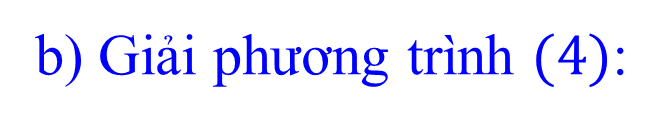 b) Giải phương trình (4):